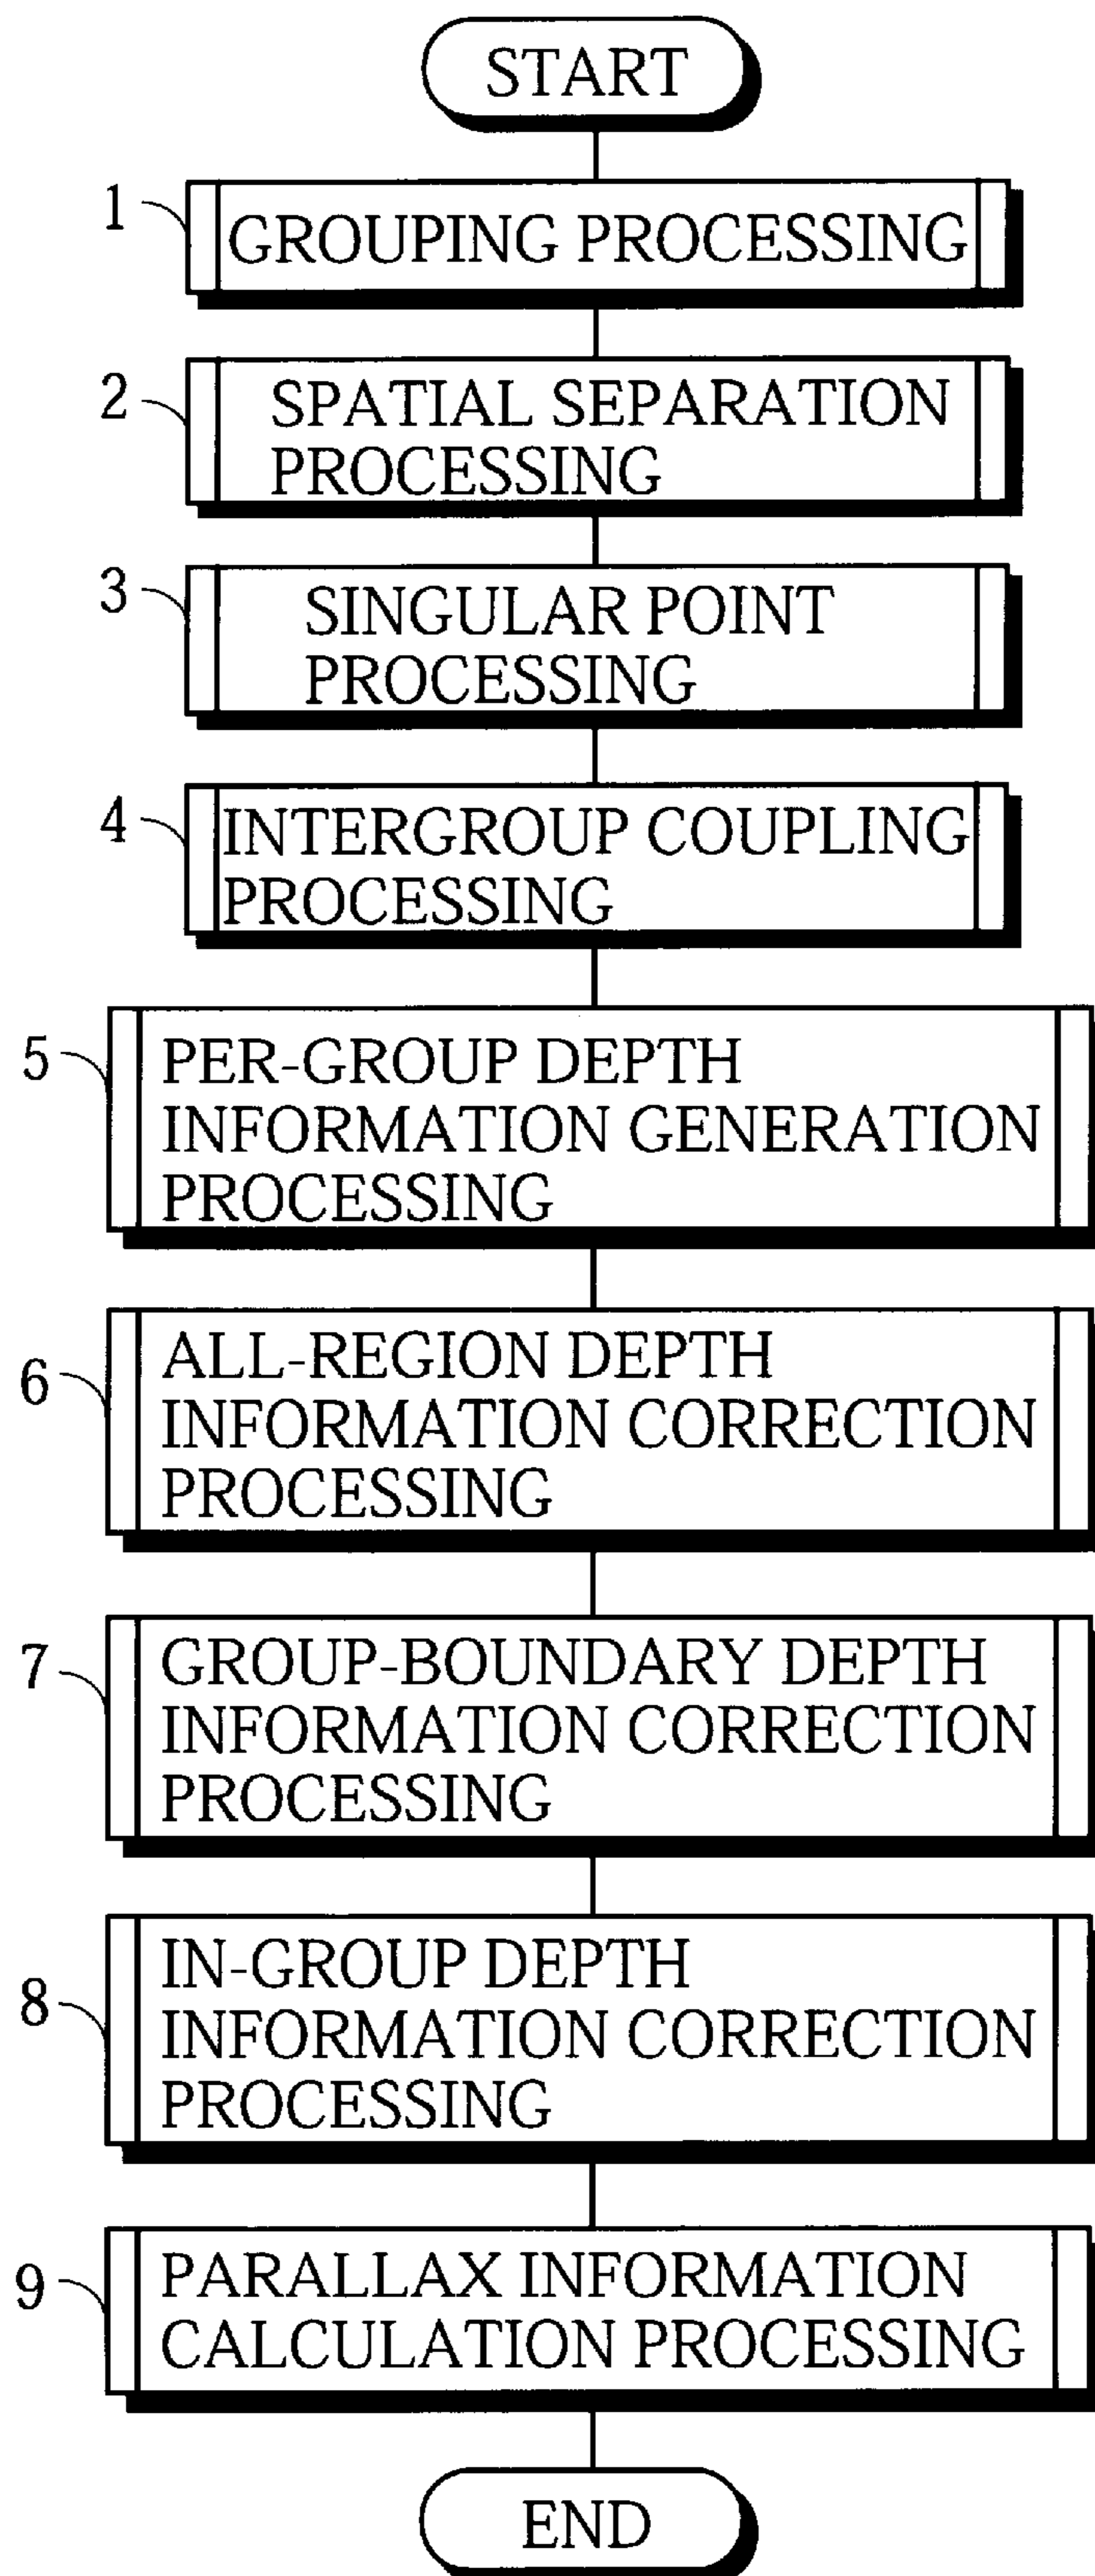 START
1
GROUPING PROCESSING
2
SPATIAL SEPARATION
PROCESSING
3
SINGULAR POINT
PROCESSING
4
INTERGROUP COUPLING
PROCESSING
5
PER-GROUP DEPTH
INFORMATION GENERATION
PROCESSING
6
ALL-REGION DEPTH
INFORMATION CORRECTION
PROCESSING
7
GROUP-BOUNDARY DEPTH
INFORMATION CORRECTION
PROCESSING
8
IN-GROUP DEPTH
INFORMATION CORRECTION
PROCESSING
9
PARALLAX INFORMATION
CALCULATION PROCESSING
END